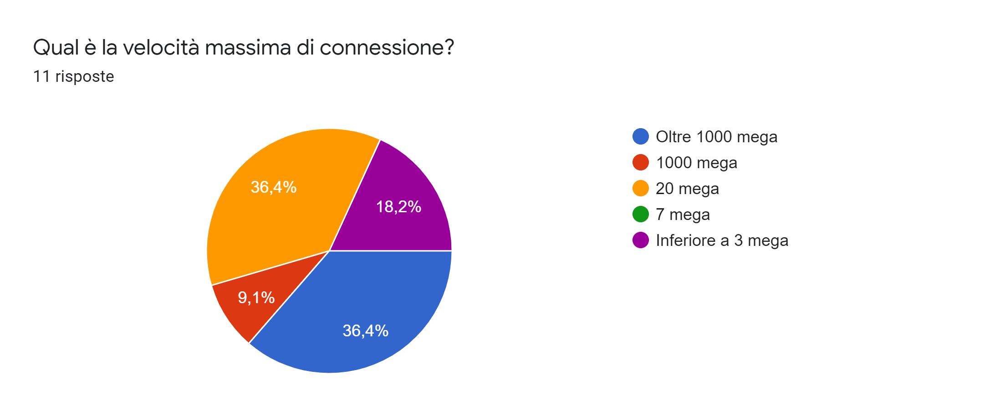 Qual è la velocità massima di connessione?
11 risposte
36,4%
18,2%
9,1%
36,4%
Oltre 1000 mega
1000 mega
20 mega
7 mega
Inferiore a 3 mega